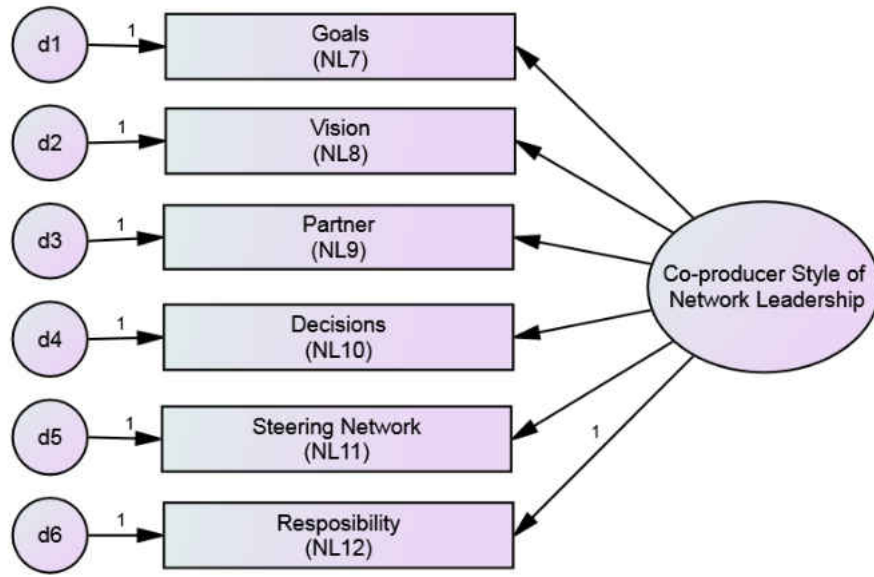 d1
1
Goals
(NL7)
d2
1
Vision
(NL8)
d3
1
Partner
(NL9)
Co-producer Style of
Network Leadership
d4
1
Decisions
(NL10)
d5
1
Steering Network
(NL11)
1
d6
1
Resposibility
(NL12)